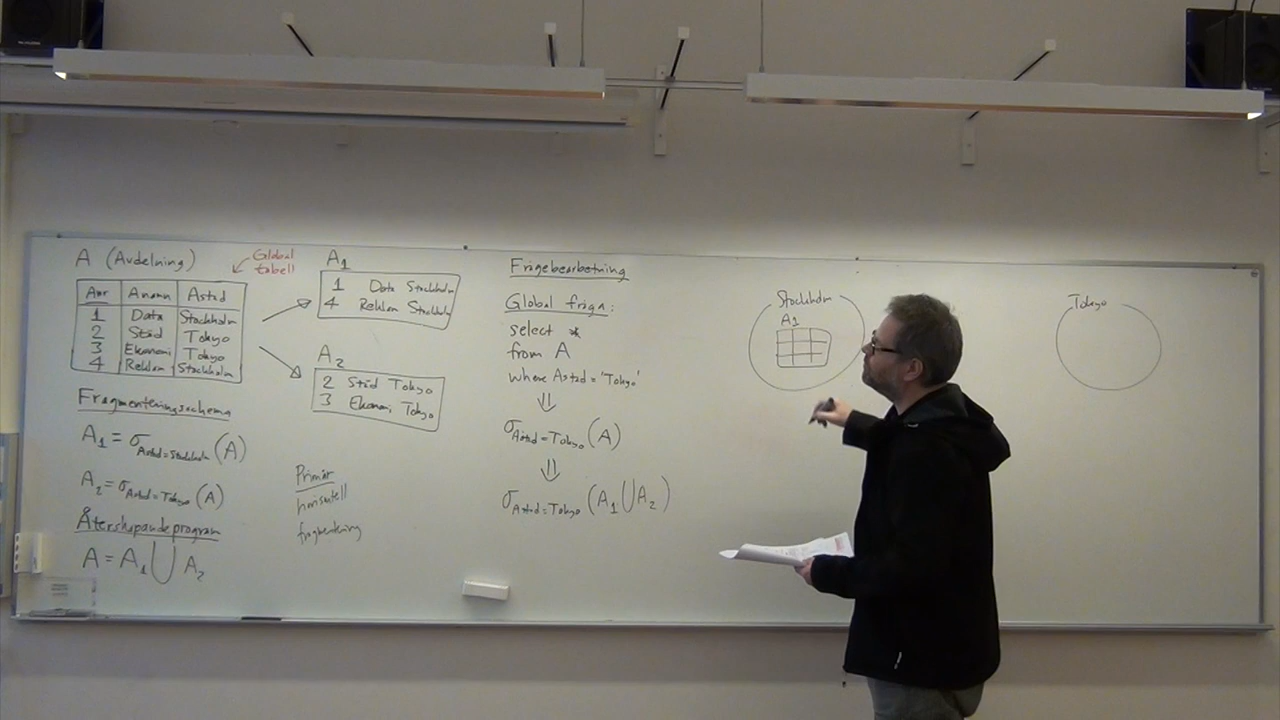 A (Avdelning)
Global
tabell
Anr Anamn Astad
1 Data Stockholm
2 Städ Tokyo
3 Ekonomi Tokyo
4 Reklam Stockholm
A1
1 Data Stockholm
4 Reklam Stockholm
A2
2 Städ Tokyo
3 Ekonomi Tokyo
Fragmenteringsschema
A1 = σAstad=Stockholm (A)
A2 = σAstad=Tokyo (A)
Återskapandeprogram
A = A1 ⋃ A2
Primär
horisontell
fragmentering
Frågebearbetning
Global fråga:
select *
from A
where Astad = 'Tokyo'
⇓
σAstad=Tokyo (A)
⇓
σAstad=Tokyo (A1 ⋃ A2)
Stockholm
A1
Tokyo